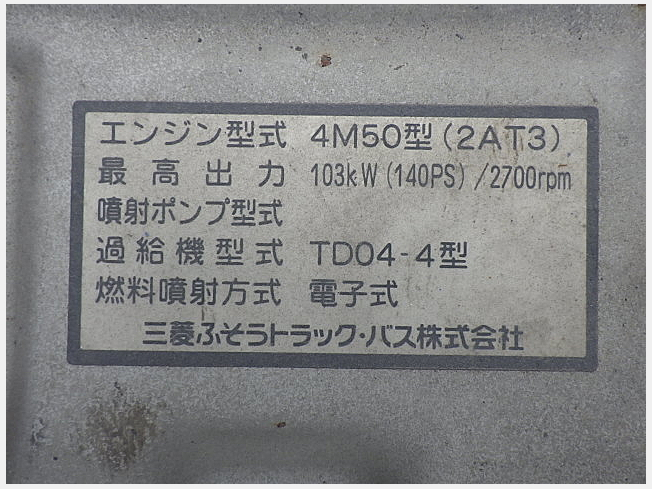 エンジン型式 4M50型(2AT3)
最高出力 103kW(140PS)/2700rpm
噴射ポンプ型式
過給機型式 TD04-4型
燃料噴射方式 電子式
三菱ふそうトラック・バス株式会社